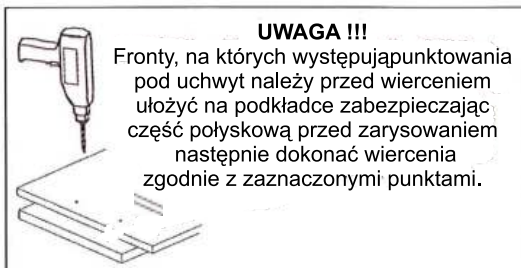 UWAGA !!!
Fronty, na których występująpunktowania
pod uchwyt należy przed wierceniem
ułożyć na podkładce zabezpieczając
część połyskową przed zarysowaniem
następnie dokonać wiercenia
zgodnie z zaznaczonymi punktami.